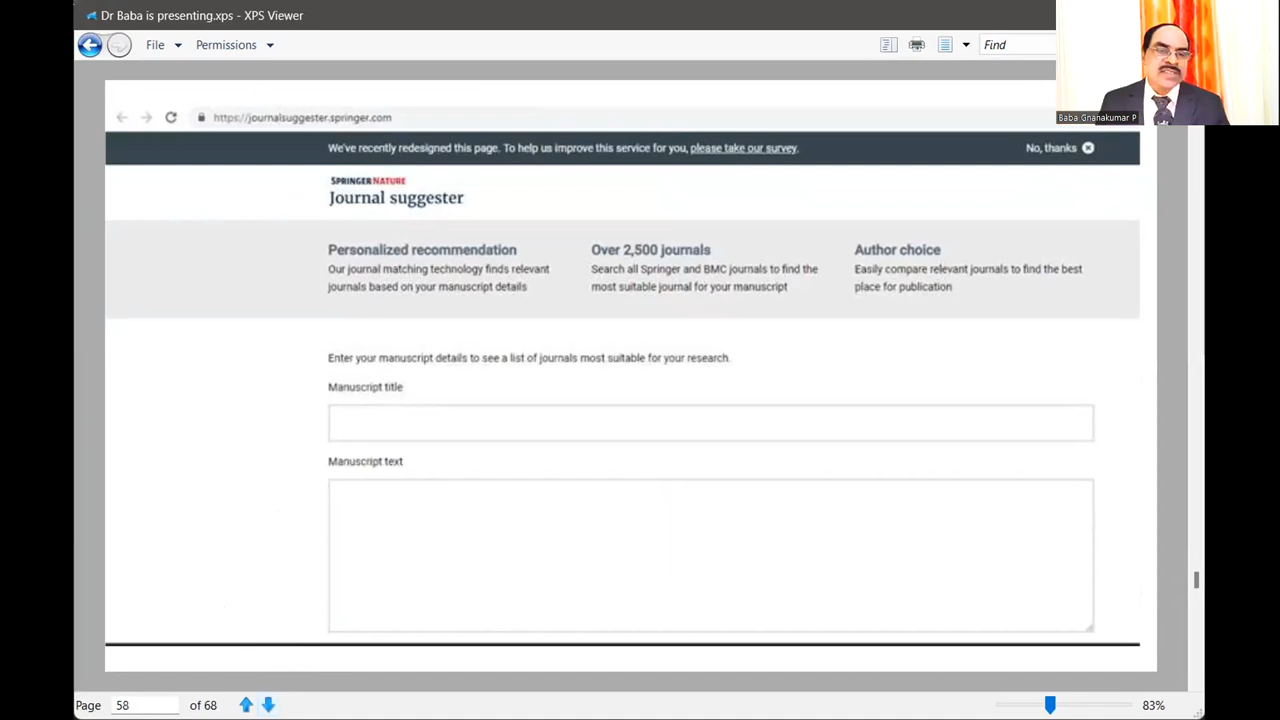 Dr Baba is presenting.xps - XPS Viewer
File Permissions Find
Baba Gnanakumar P
https://journalsuggester.springer.com
We've recently redesigned this page. To help us improve this service for you, please take our survey. No, thanks
SPRINGER NATURE
Journal suggester
Personalized recommendation
Our journal matching technology finds relevant
journals based on your manuscript details
Over 2,500 journals
Search all Springer and BMC journals to find the
most suitable journal for your manuscript
Author choice
Easily compare relevant journals to find the best
place for publication
Enter your manuscript details to see a list of journals most suitable for your research.
Manuscript title
Manuscript text
Page 58 of 68 83%